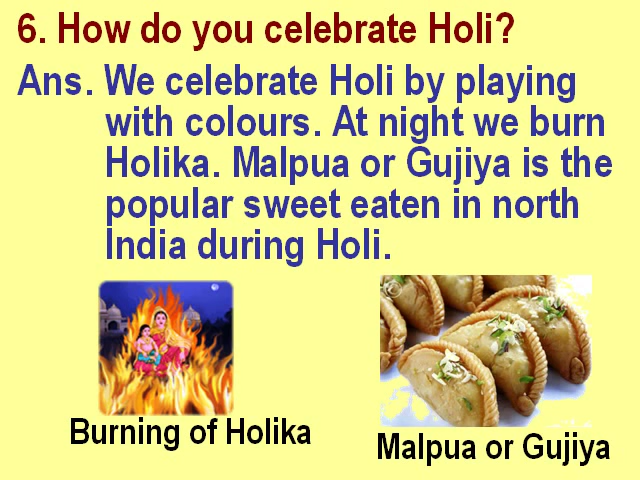 6. How do you celebrate Holi?
Ans. We celebrate Holi by playing
with colours. At night we burn
Holika. Malpua or Gujiya is the
popular sweet eaten in north
India during Holi.
Burning of Holika
Malpua or Gujiya